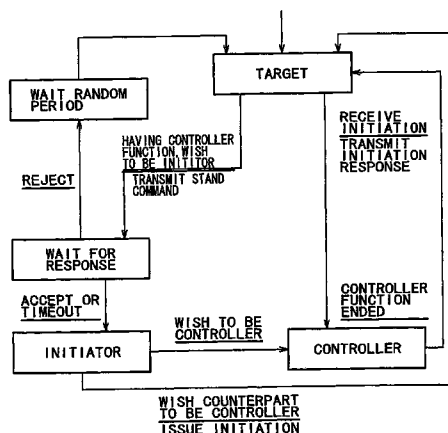 TARGET
WAIT RANDOM
PERIOD
HAVING CONTROLLER
FUNCTION, WISH
TO BE INITITOR
TRANSMIT STAND
COMMAND
RECEIVE
INITIATION
TRANSMIT
INITIATION
RESPONSE
REJECT
WAIT FOR
RESPONSE
ACCEPT OR
TIMEOUT
WISH TO BE
CONTROLLER
CONTROLLER
FUNCTION
ENDED
INITIATOR
CONTROLLER
WISH COUNTERPART
TO BE CONTROLLER
ISSUE INITIATION